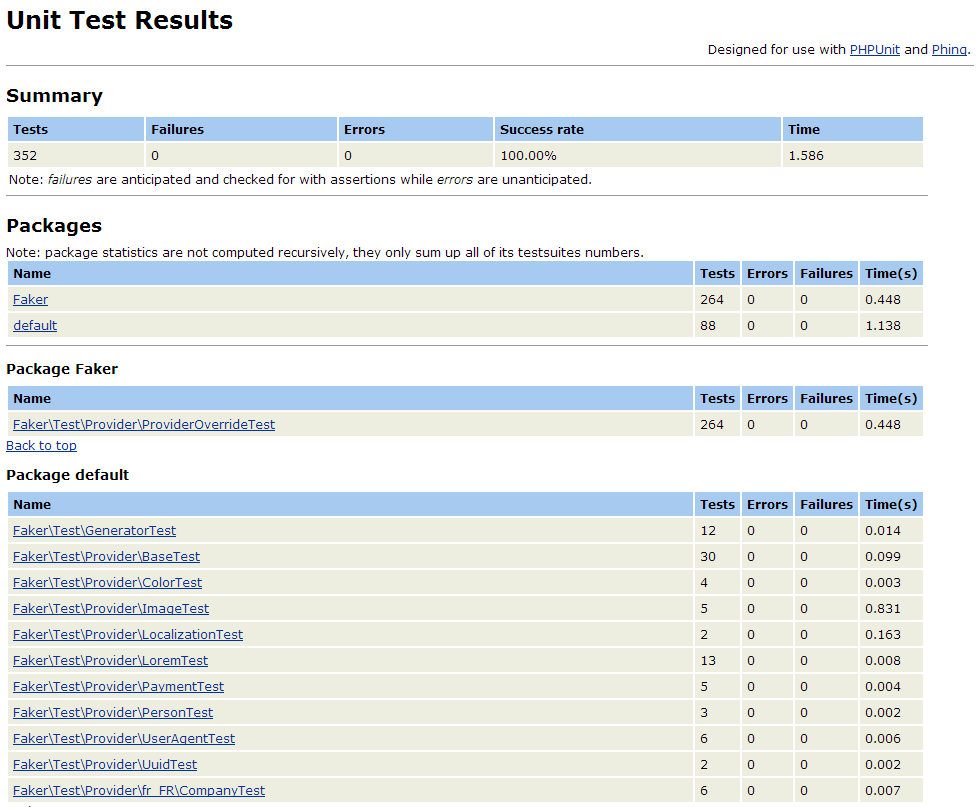 Unit Test Results
Designed for use with PHPUnit and Phing.
Summary
Tests Failures Errors Success rate Time
352 0 0 100.00% 1.586
Note: failures are anticipated and checked for with assertions while errors are unanticipated.
Packages
Note: package statistics are not computed recursively, they only sum up all of its testsuites numbers.
Name Tests Errors Failures Time(s)
Faker 264 0 0 0.448
default 88 0 0 1.138
Package Faker
Name Tests Errors Failures Time(s)
Faker\Test\Provider\ProviderOverrideTest 264 0 0 0.448
Back to top
Package default
Name Tests Errors Failures Time(s)
Faker\Test\GeneratorTest 12 0 0 0.014
Faker\Test\Provider\BaseTest 30 0 0 0.099
Faker\Test\Provider\ColorTest 4 0 0 0.003
Faker\Test\Provider\ImageTest 5 0 0 0.831
Faker\Test\Provider\LocalizationTest 2 0 0 0.163
Faker\Test\Provider\LoremTest 13 0 0 0.008
Faker\Test\Provider\PaymentTest 5 0 0 0.004
Faker\Test\Provider\PersonTest 3 0 0 0.002
Faker\Test\Provider\UserAgentTest 6 0 0 0.006
Faker\Test\Provider\UuidTest 2 0 0 0.002
Faker\Test\Provider\fr_FR\CompanyTest 6 0 0 0.007